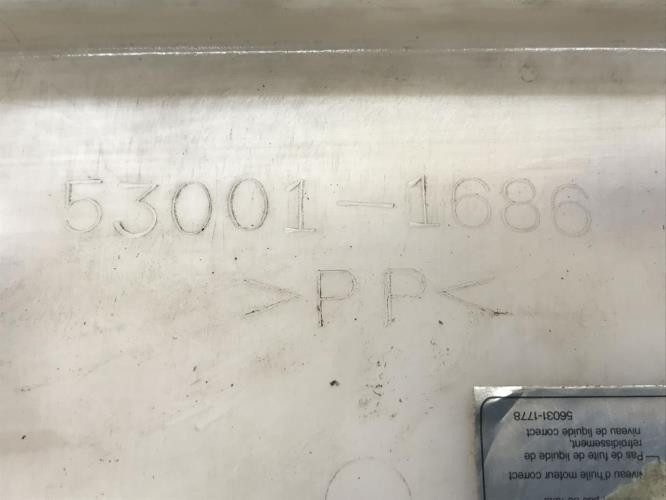 53001-1686
>PP<
Niveau d'huile moteur correct
Pas de fuite de liquide de
refroidissement,
niveau de liquide correct
56031-1778